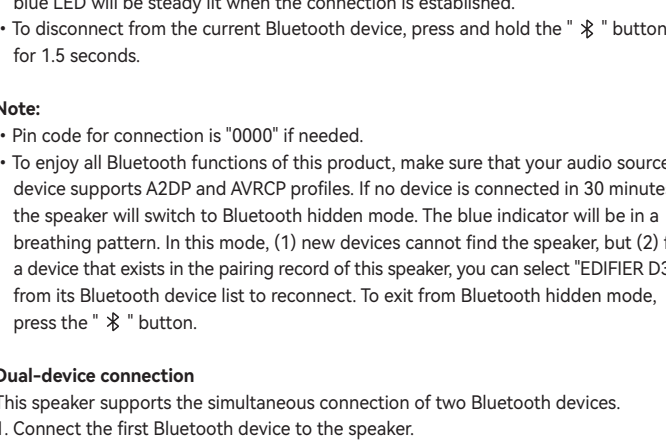 blue LED will be steady lit when the connection is established.
• To disconnect from the current Bluetooth device, press and hold the " " button
for 1.5 seconds.
Note:
• Pin code for connection is "0000" if needed.
• To enjoy all Bluetooth functions of this product, make sure that your audio source
device supports A2DP and AVRCP profiles. If no device is connected in 30 minute
the speaker will switch to Bluetooth hidden mode. The blue indicator will be in a
breathing pattern. In this mode, (1) new devices cannot find the speaker, but (2)
a device that exists in the pairing record of this speaker, you can select "EDIFIER D3
from its Bluetooth device list to reconnect. To exit from Bluetooth hidden mode,
press the " " button.
Dual-device connection
This speaker supports the simultaneous connection of two Bluetooth devices.
1. Connect the first Bluetooth device to the speaker.